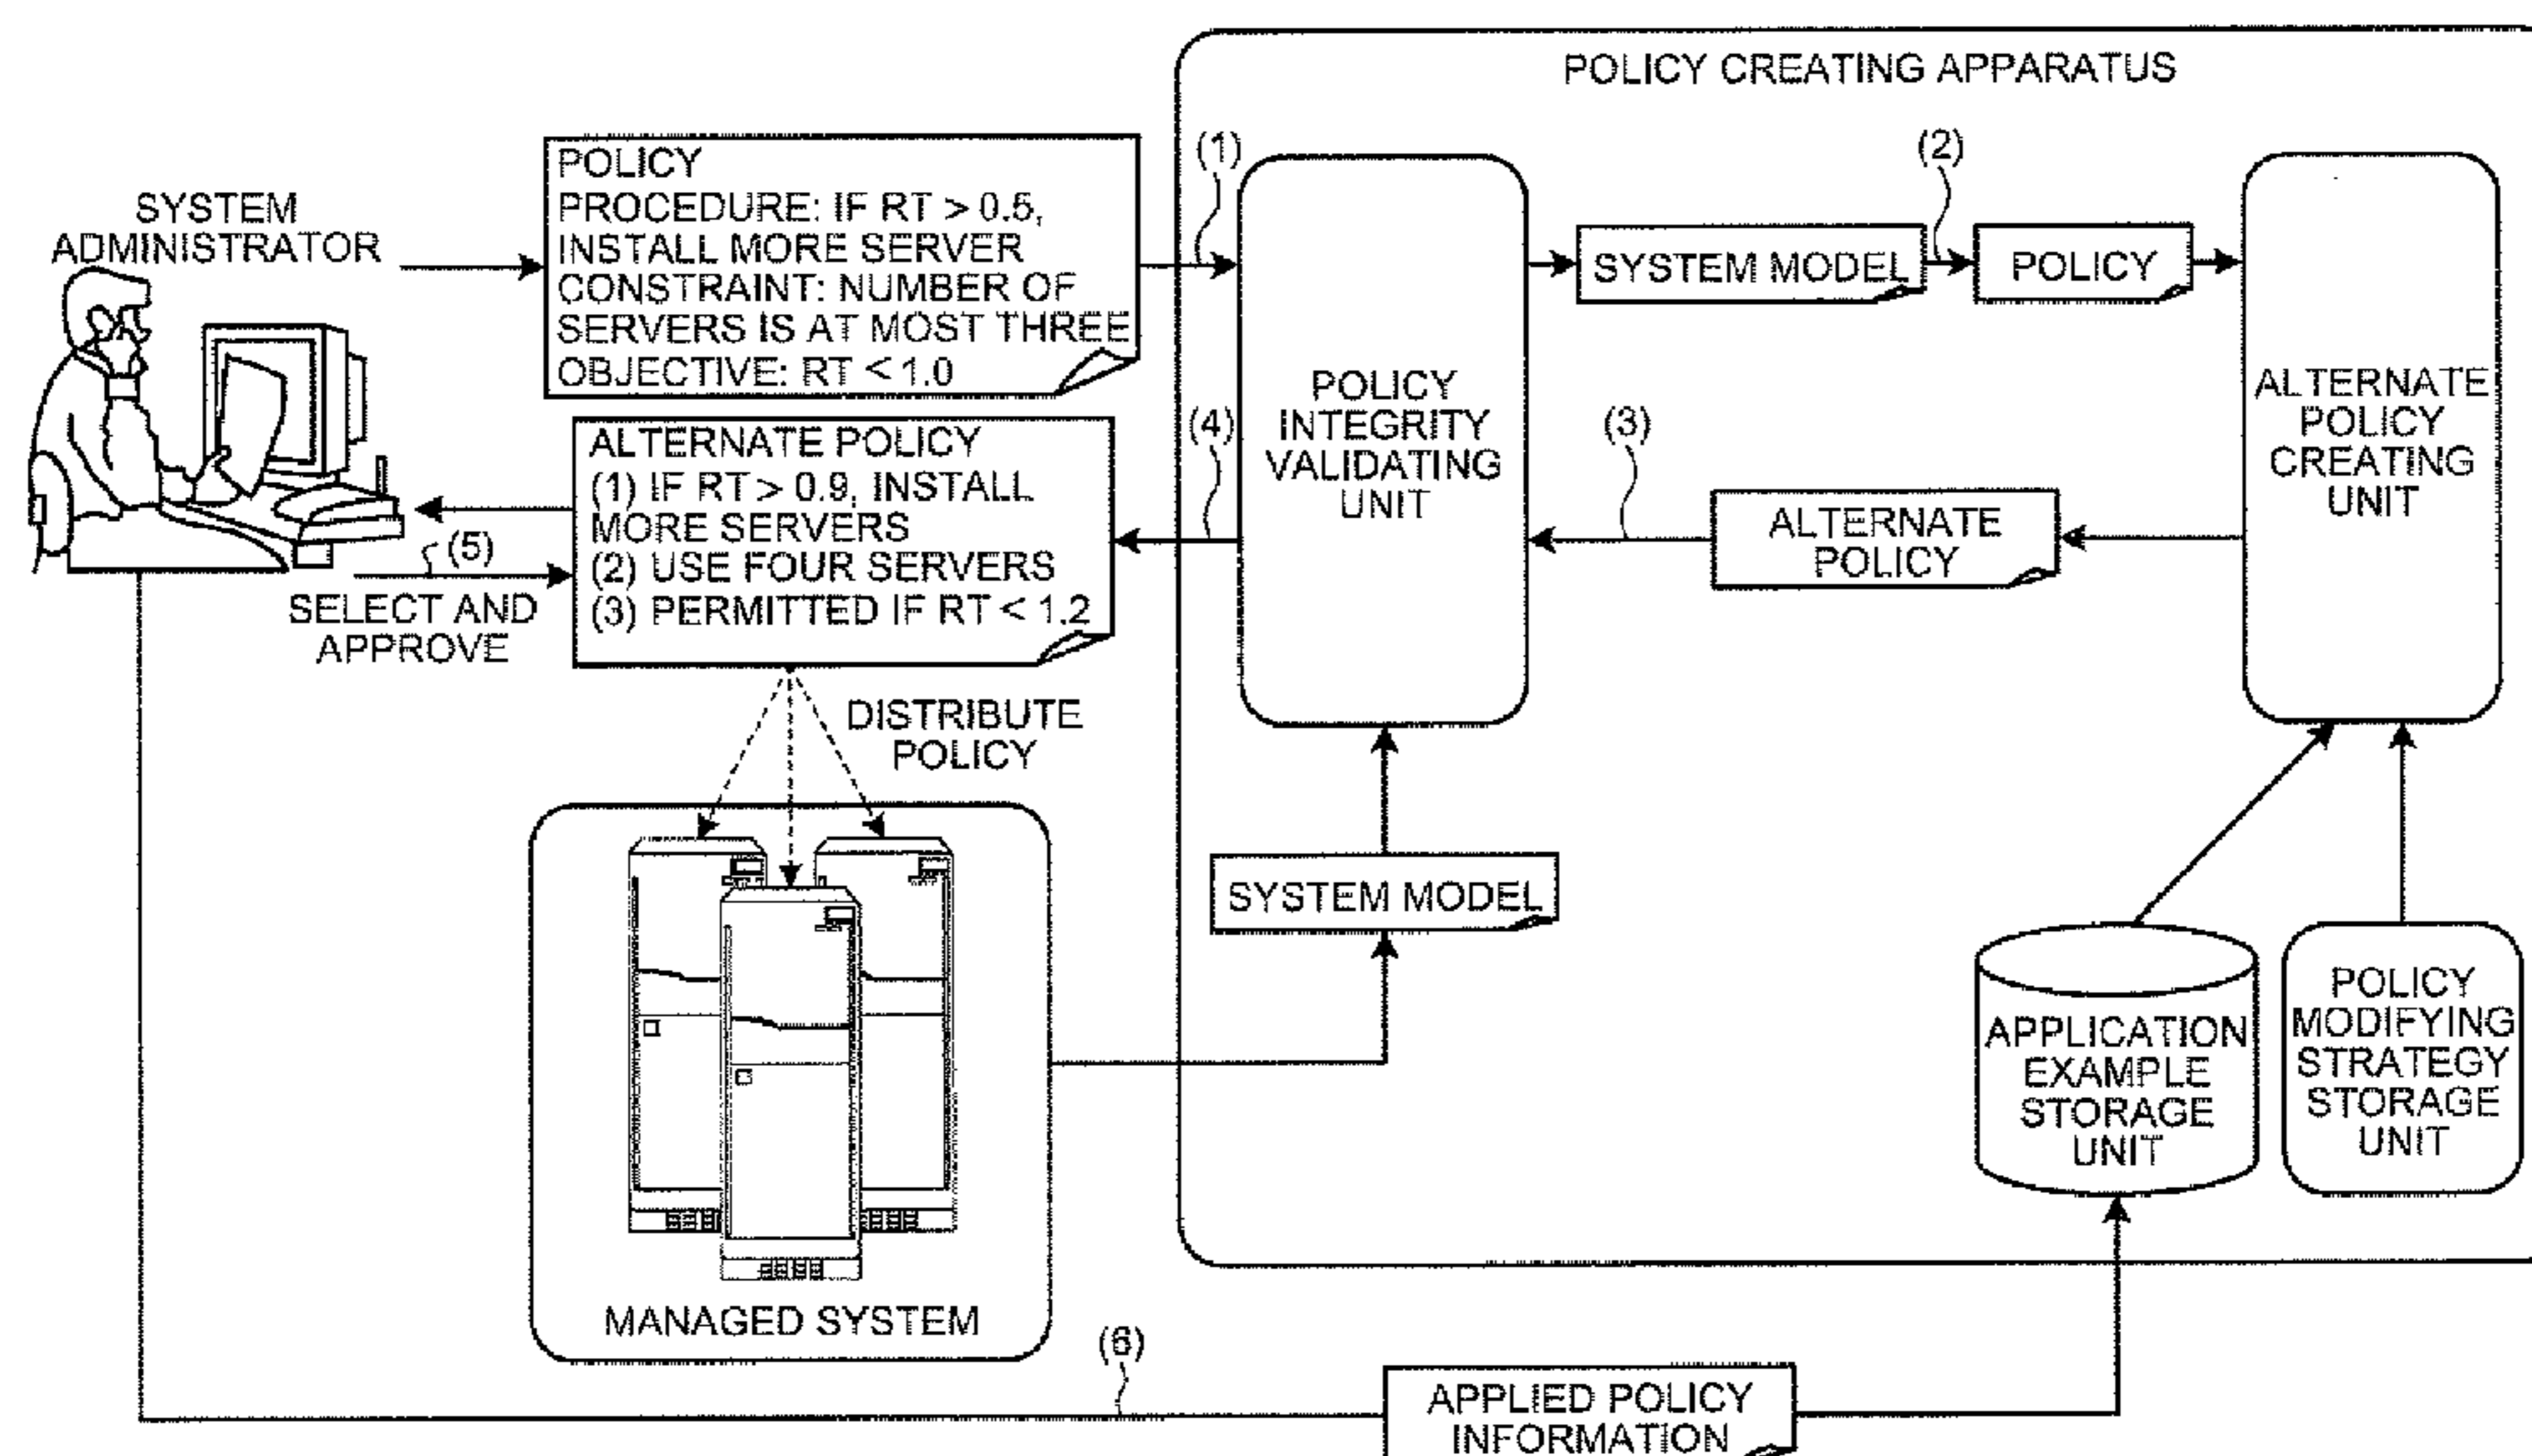 POLICY CREATING APPARATUS
SYSTEM
ADMINISTRATOR
POLICY
PROCEDURE: IF RT > 0.5,
INSTALL MORE SERVER
CONSTRAINT: NUMBER OF
SERVERS IS AT MOST THREE
OBJECTIVE: RT < 1.0
(1)
POLICY
INTEGRITY
VALIDATING
UNIT
SYSTEM MODEL
(2)
POLICY
ALTERNATE
POLICY
CREATING
UNIT
(3)
ALTERNATE
POLICY
(4)
ALTERNATE POLICY
(1) IF RT > 0.9, INSTALL
MORE SERVERS
(2) USE FOUR SERVERS
(3) PERMITTED IF RT < 1.2
(5)
SELECT AND
APPROVE
DISTRIBUTE
POLICY
SYSTEM MODEL
MANAGED SYSTEM
APPLICATION
EXAMPLE
STORAGE
UNIT
POLICY
MODIFYING
STRATEGY
STORAGE
UNIT
(6)
APPLIED POLICY
INFORMATION